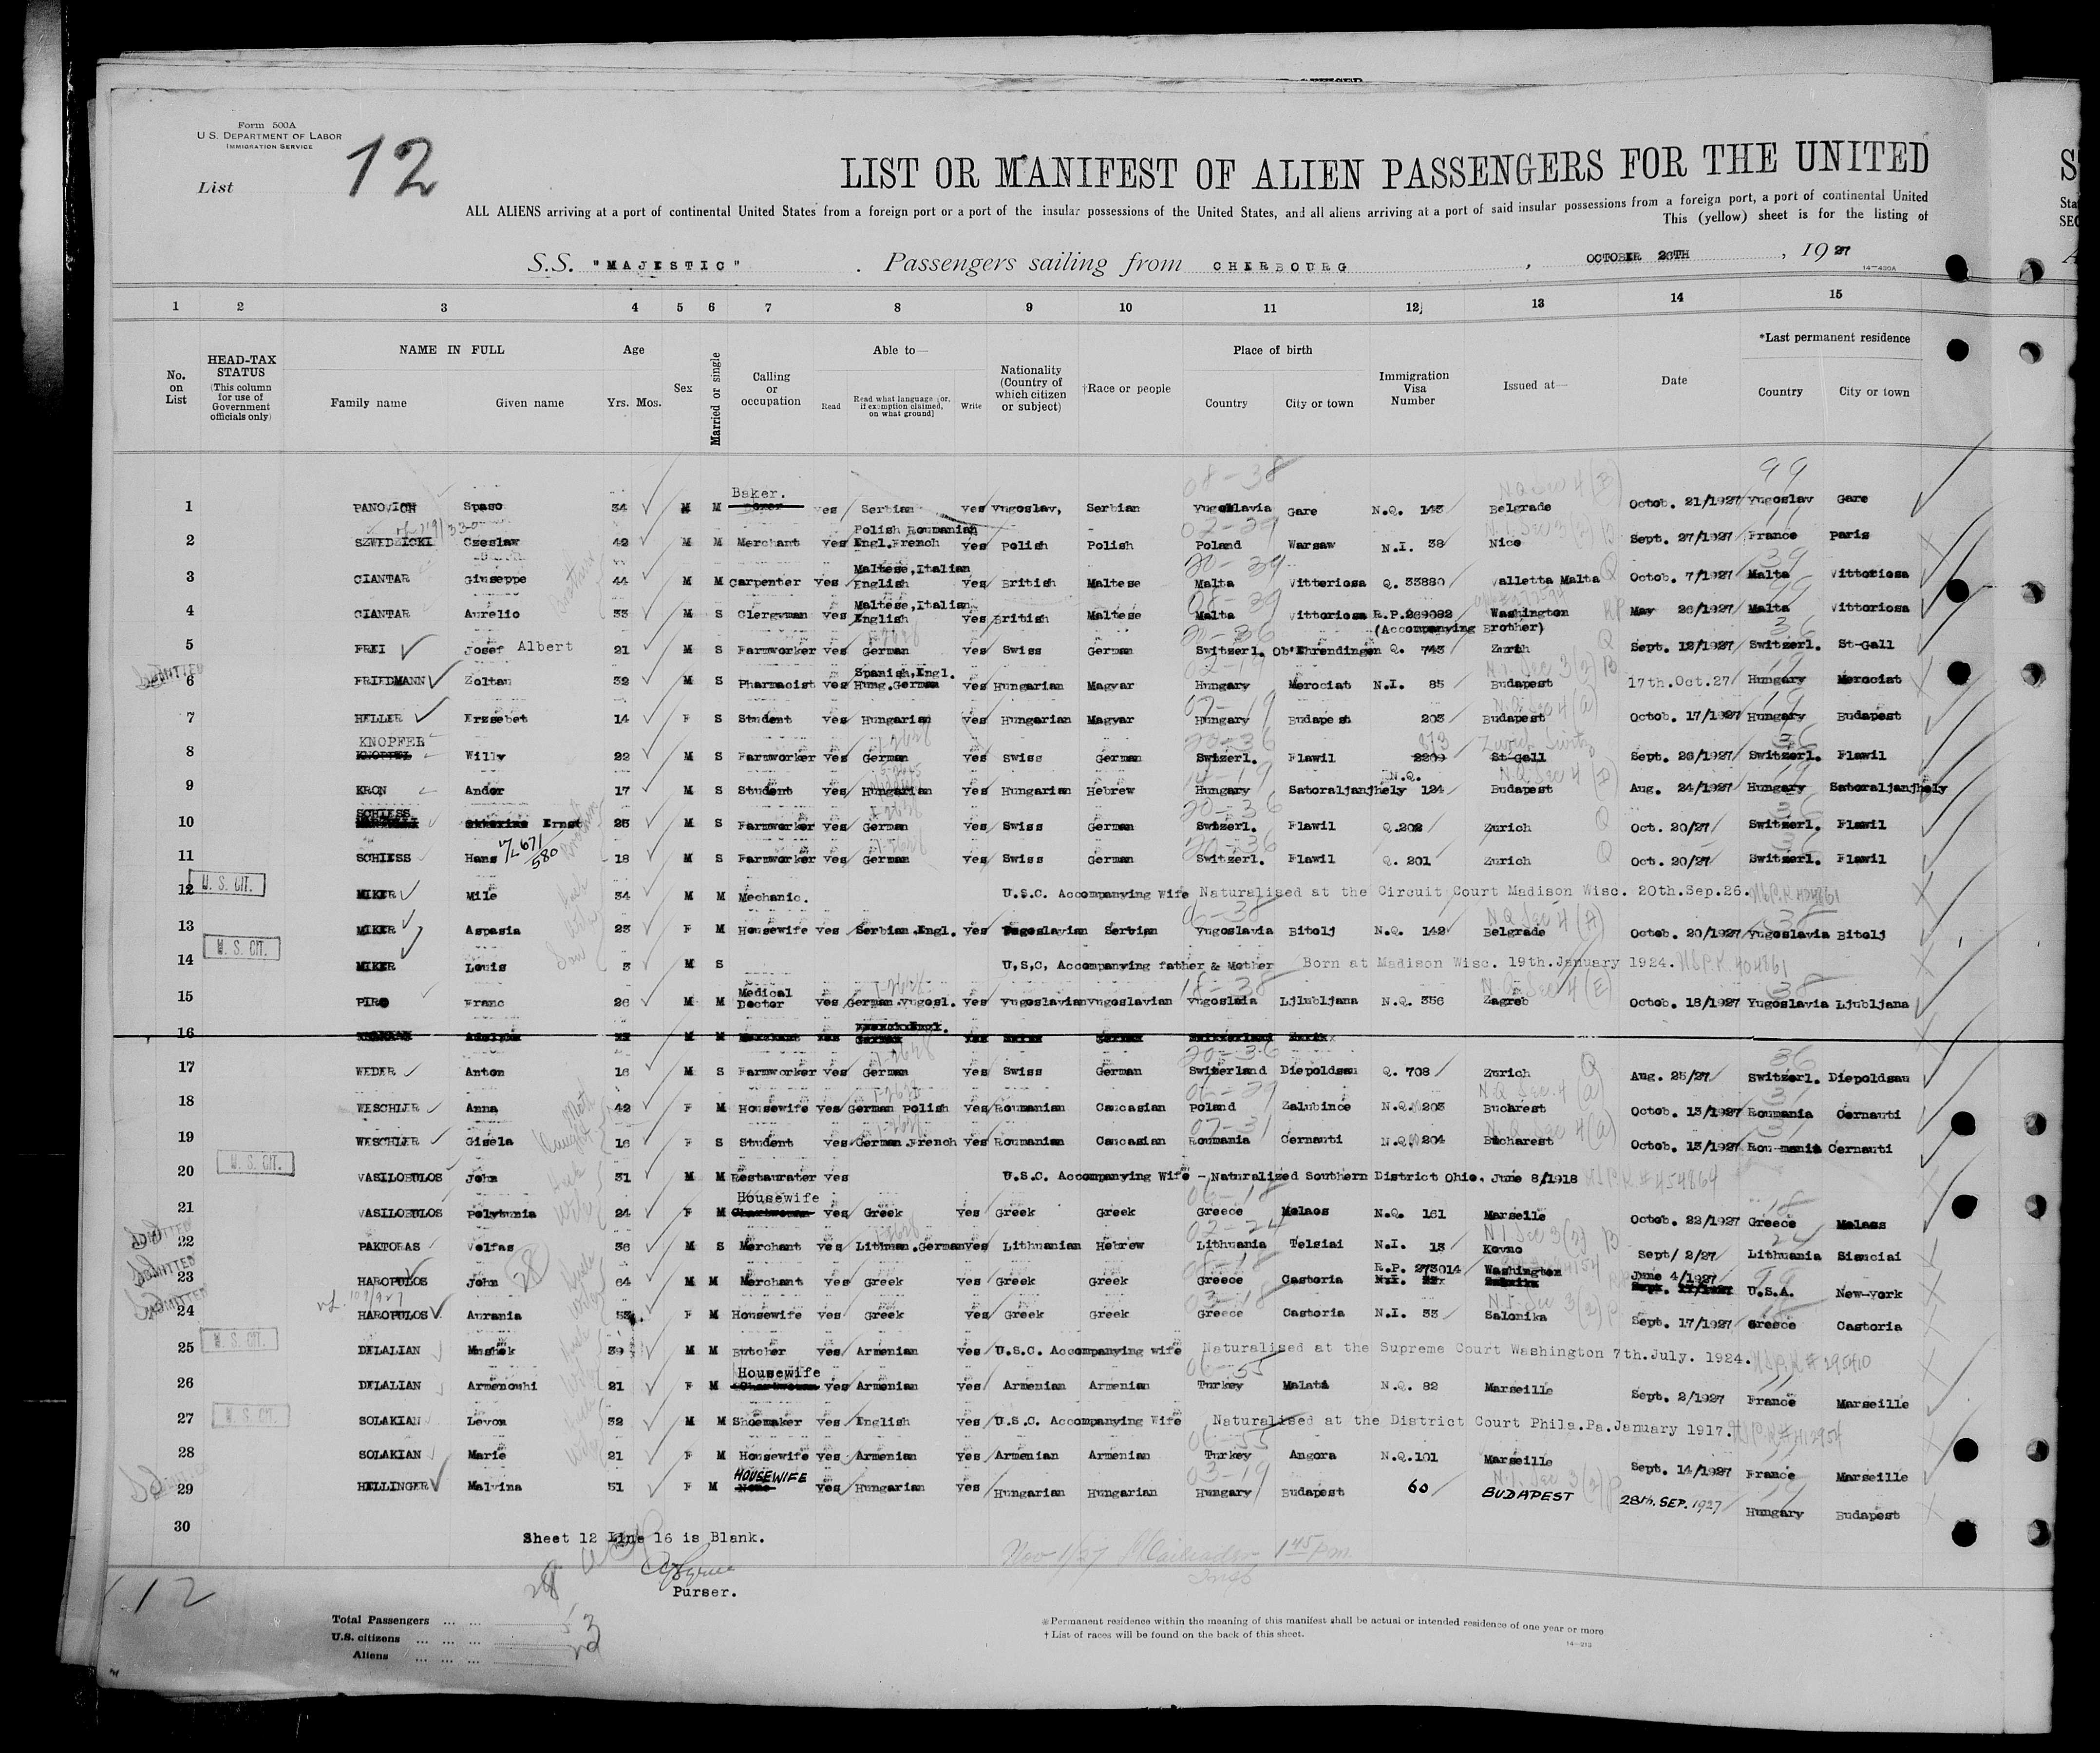 Form 500A
U.S. DEPARTMENT OF LABOR
IMMIGRATION SERVICE
List 12
LIST OR MANIFEST OF ALIEN PASSENGERS FOR THE UNITED
ALL ALIENS arriving at a port of continental United States from a foreign port or a port of the insular possessions of the United States, and all aliens arriving at a port of said insular possessions from a foreign port, a port of continental United
This (yellow) sheet is for the listing of
S.S. "MAJESTIC" . Passengers sailing from CHERBOURG , OCTOBER 26TH , 19 27
14-430A
1 2 3 4 5 6 7 8 9 10 11 12 13 14 15
No. on List
HEAD-TAX STATUS (This column for use of Government officials only)
NAME IN FULL Family name Given name
Age Yrs. Mos.
Sex
Married or single
Calling or occupation
Able to— Read Read what language [or, if exemption claimed, on what ground] Write
Nationality (Country of which citizen or subject)
†Race or people
Place of birth Country City or town
Immigration Visa Number
Issued at—
Date
*Last permanent residence Country City or town
1 PANOVICH Spaso 34 M M Baker. yes Serbian yes Yugoslav, Serbian Yugoslavia Gare N.Q. 143 Belgrade Octob. 21/1927 Yugoslav Gare
2 SZWEDZICKI Czeslaw 42 M M Merchant yes Polish Roumanian Engl.French yes Polish Polish Poland Warsaw N.I. 38 Nice Sept. 27/1927 France Paris
3 CIANTAR Giuseppe 44 M M Carpenter yes Maltese,Italian English yes British Maltese Malta Vittoriosa Q. 33880 Valletta Malta Octob. 7/1927 Malta Vittoriosa
4 CIANTAR Aurelio 33 M S Clergyman yes Maltese,Italian English yes British Maltese Malta Vittoriosa R.P.269092 Washington May 26/1927 Malta Vittoriosa
(Accompanying Brother)
5 FREI Josef Albert 21 M S Farmworker yes German yes Swiss German Switzerl. Ob'Ehrendingen Q. 743 Zurih Sept. 12/1927 Switzerl. St-Gall
6 FRIEDMANN Zoltan 32 M S Pharmacist yes Spanish,Engl. Hung.German yes Hungarian Magyar Hungary Merociat N.I. 85 Budapest 17th.Oct.27 Hungary Merociat
7 HELLER Erzsebet 14 F S Student yes Hungarian yes Hungarian Magyar Hungary Budapest 203 Budapest Octob. 17/1927 Hungary Budapest
8 KNOPFER Willy 22 M S Farmworker yes German yes Swiss German Swizerl. Flawil 873 2209 St-Gall Sept. 26/1927 Switzerl. Flawil
9 KRON Andor 17 M S Student yes Hungarian yes Hungarian Hebrew Hungary Satoraljanjhely N.Q. 124 Budapest Aug. 24/1927 Hungary Satoraljanjhely
10 SCHIESS Ernst 25 M S Farmworker yes German yes Swiss German Swizerl. Flawil Q.202 Zurich Oct. 20/27 Switzerl. Flawil
11 SCHIESS Hans 18 M S Farmworker yes German yes Swiss German Switzerl. Flawil Q. 201 Zurich Oct. 20/27 Switzerl. Flawil
12 U. S. CIT. MIKER Mile 34 M M Mechanic. U.S.C. Accompanying Wife Naturalised at the Circuit Court Madison Wisc. 20th.Sep.26.
13 MIKER Aspasia 23 F M Housewife yes Serbian.Engl. yes Yugoslavian Serbian Yugoslavia Bitolj N.Q. 142 Belgrade Octob. 20/1927 Yugoslavia Bitolj
14 U. S. CIT. MIKER Louis 3 M S U,S,C, Accompanying father & Mother Born at Madison Wisc. 19th.January 1924.
15 PIRO Franc 26 M M Medical Doctor yes German.Yugosl. yes Yugoslavian Yugoslavian Yugoslaia Ljlubljana N.Q. 356 Zagreb Octob. 18/1927 Yugoslavia Ljubljana
16
17 WEDER Anton 16 M S Farmworker yes German yes Swiss German Swiserland Diepoldsau Q. 708 Zurich Aug. 25/27 Switzerl. Diepoldsau
18 WESCHLER Anna 42 F M Housewife yes German Polish yes Roumanian Caucasian Poland Zalubince N.Q. 203 Bucharest Octob. 13/1927 Roumania Cernauti
19 WESCHLER Gisela 16 F S Student yes German.French yes Roumanian Caucasian Roumania Cernauti N.Q. 204 Bucharest Octob. 13/1927 Roumania Cernauti
20 U. S. CIT. VASILOBULOS John 31 M M Restaurater yes U.S.C. Accompanying Wife - Naturalized Southern District Ohio, June 8/1918
21 VASILOBULOS Polymnia 24 F M Housewife yes Greek yes Greek Greek Greece Melaos N.Q. 161 Marseille Octob. 22/1927 Greece Melass
22 PAKTORAS Volfas 36 M S Merchant yes Lithman.German yes Lithuanian Hebrew Lithuania Telsiai N.I. 13 Kovno Sept/ 2/27 Lithuania Sianciai
23 HAROPULOS John 64 M M Merchant yes Greek yes Greek Greek Greece Castoria R.P. 273014 Washington June 4/1927 U.S.A. New-York
24 HAROPULOS Aurania 53 F M Housewife yes Greek yes Greek Greek Greece Castoria N.I. 33 Salonika Sept. 17/1927 Greece Castoria
25 U. S. CIT. DELALIAN Mushek 39 M M Butcher yes Armenian yes U.S.C. Accompanying wife Naturalised at the Supreme Court Washington 7th.July. 1924.
26 DELALIAN Armenouhi 21 F M Housewife yes Armenian yes Armenian Armenian Turkey Malata N.Q. 82 Marseille Sept. 2/1927 France Marseille
27 U. S. CIT. SOLAKIAN Levon 32 M M Shoemaker yes English yes U.S.C. Accompanying Wife Naturalised at the District Court Phila.Pa.January 1917.
28 SOLAKIAN Marie 21 F M Housewife yes Armenian yes Armenian Armenian Turkey Angora N.Q.101 Marseille Sept. 14/1927 France Marseille
29 HELLINGER Malvina 51 F M HOUSEWIFE yes Hungarian yes Hungarian Hungarian Hungary Budapest 60 BUDAPEST 28th.SEP.1927 Hungary Budapest
30
Sheet 12 Line 16 is Blank.
Purser.
12
Total Passengers ... ...
U.S. citizens ... ... ...
Aliens ... ... ...
*Permanent residence within the meaning of this manifest shall be actual or intended residence of one year or more
†List of races will be found on the back of this sheet.
14-213